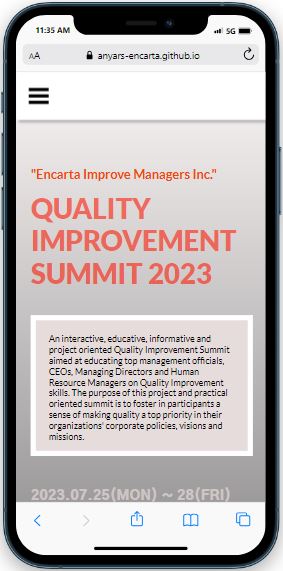 11:35 AM
5G
AA
anyars-encarta.github.io
"Encarta Improve Managers Inc."
QUALITY
IMPROVEMENT
SUMMIT 2023
An interactive, educative, informative and
project oriented Quality Improvement Summit
aimed at educating top management officials,
CEOs, Managing Directors and Human
Resource Managers on Quality Improvement
skills. The purpose of this project and practical
oriented summit is to foster in participants a
sense of making quality a top priority in their
organizations' corporate policies, visions and
missions.
2023.07.25(MON) ~ 28(FRI)